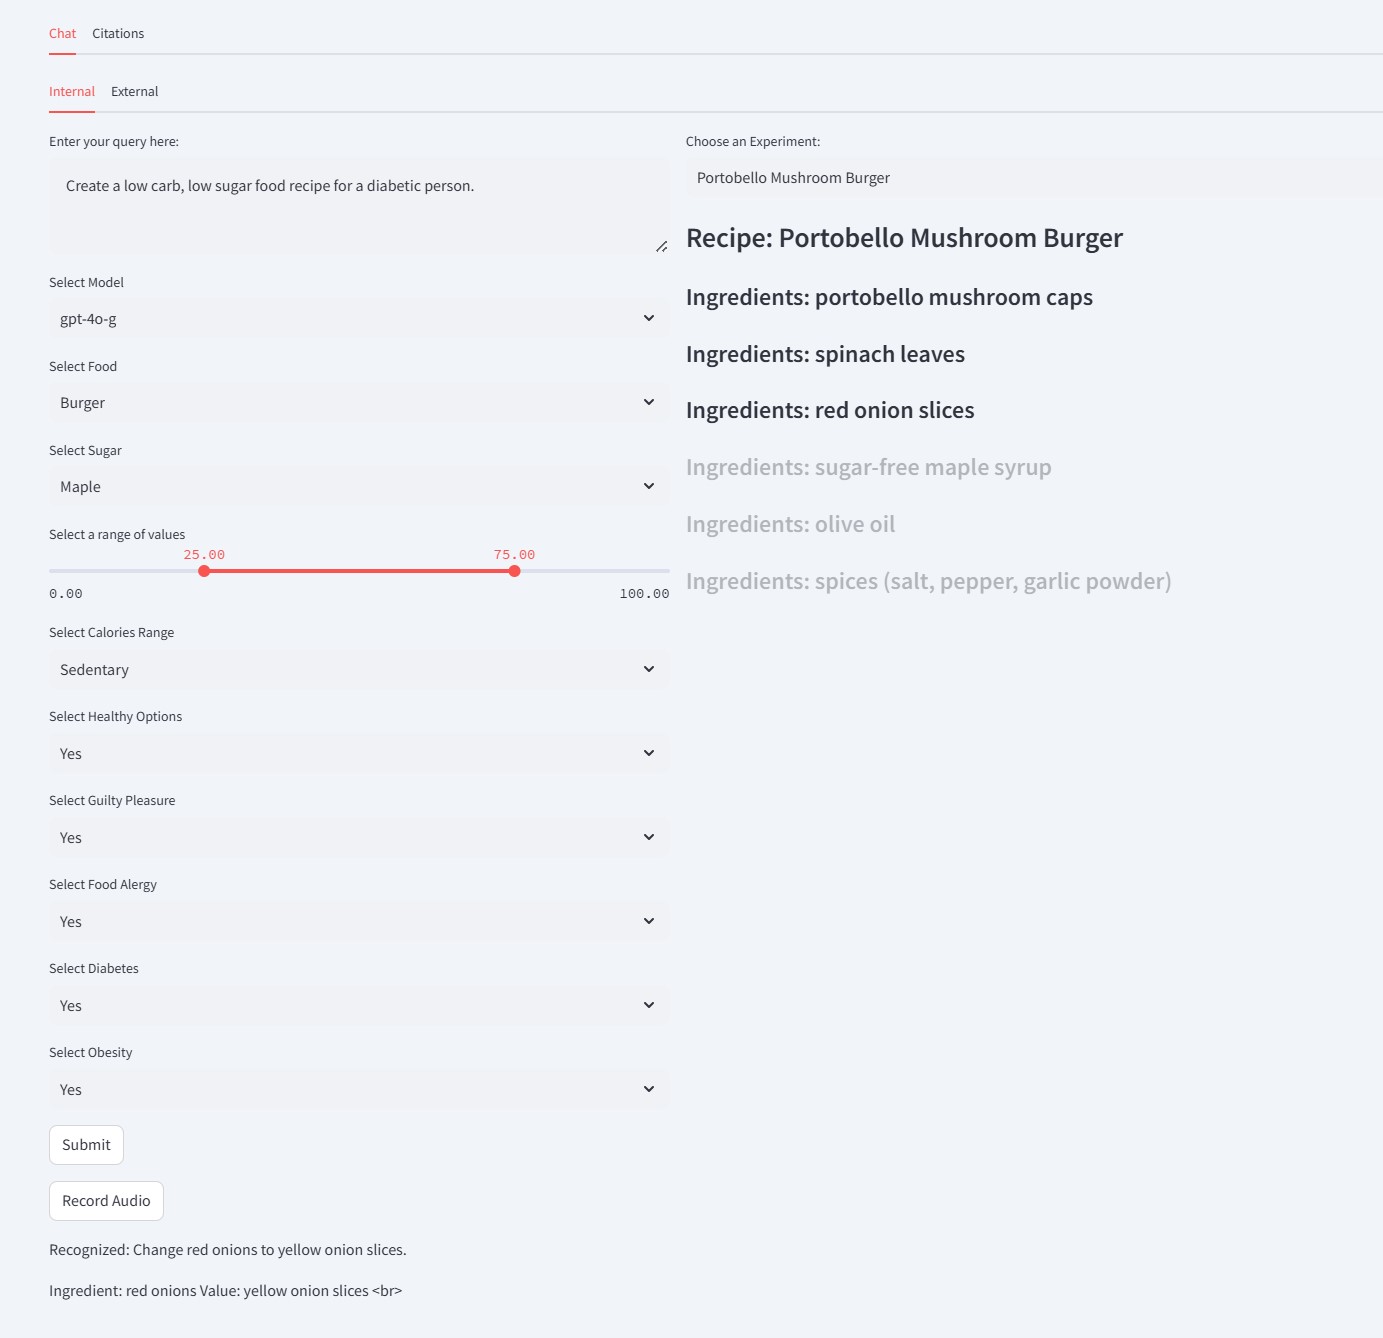 Chat Citations
Internal External
Enter your query here:
Create a low carb, low sugar food recipe for a diabetic person.
Select Model
gpt-4o-g
Select Food
Burger
Select Sugar
Maple
Select a range of values
25.00 75.00
0.00 100.00
Select Calories Range
Sedentary
Select Healthy Options
Yes
Select Guilty Pleasure
Yes
Select Food Alergy
Yes
Select Diabetes
Yes
Select Obesity
Yes
Submit
Record Audio
Recognized: Change red onions to yellow onion slices.
Ingredient: red onions Value: yellow onion slices <br>
Choose an Experiment:
Portobello Mushroom Burger
Recipe: Portobello Mushroom Burger
Ingredients: portobello mushroom caps
Ingredients: spinach leaves
Ingredients: red onion slices
Ingredients: sugar-free maple syrup
Ingredients: olive oil
Ingredients: spices (salt, pepper, garlic powder)